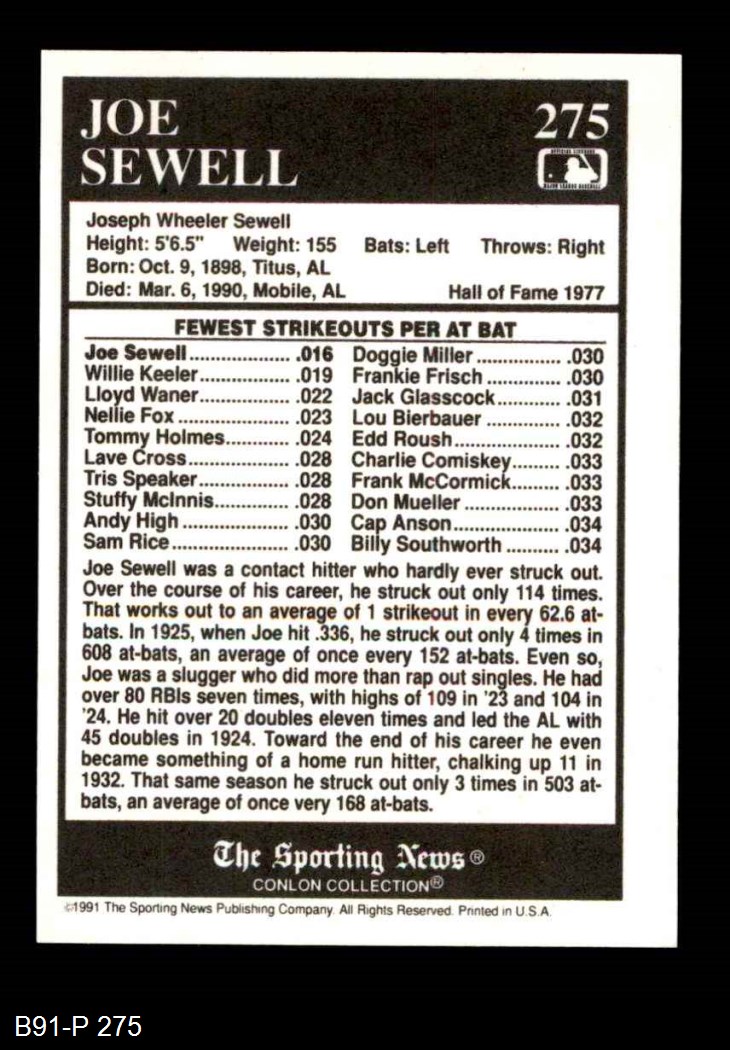 JOE
SEWELL
275
OFFICIAL LICENSEE
MAJOR LEAGUE BASEBALL
Joseph Wheeler Sewell
Height: 5'6.5" Weight: 155 Bats: Left Throws: Right
Born: Oct. 9, 1898, Titus, AL
Died: Mar. 6, 1990, Mobile, AL Hall of Fame 1977
FEWEST STRIKEOUTS PER AT BAT
Joe Sewell.................... .016 Doggie Miller ................ .030
Willie Keeler.................. .019 Frankie Frisch ............... .030
Lloyd Waner.................. .022 Jack Glasscock............ .031
Nellie Fox ...................... .023 Lou Bierbauer .............. .032
Tommy Holmes............ .024 Edd Roush.................... .032
Lave Cross.................... .028 Charlie Comiskey......... .033
Tris Speaker.................. .028 Frank McCormick......... .033
Stuffy McInnis............... .028 Don Mueller .................. .033
Andy High ..................... .030 Cap Anson.................... .034
Sam Rice....................... .030 Billy Southworth .......... .034
Joe Sewell was a contact hitter who hardly ever struck out.
Over the course of his career, he struck out only 114 times.
That works out to an average of 1 strikeout in every 62.6 at-
bats. In 1925, when Joe hit .336, he struck out only 4 times in
608 at-bats, an average of once every 152 at-bats. Even so,
Joe was a slugger who did more than rap out singles. He had
over 80 RBIs seven times, with highs of 109 in '23 and 104 in
'24. He hit over 20 doubles eleven times and led the AL with
45 doubles in 1924. Toward the end of his career he even
became something of a home run hitter, chalking up 11 in
1932. That same season he struck out only 3 times in 503 at-
bats, an average of once very 168 at-bats.
The Sporting News®
CONLON COLLECTION®
©1991 The Sporting News Publishing Company. All Rights Reserved. Printed in U.S.A.
B91-P 275